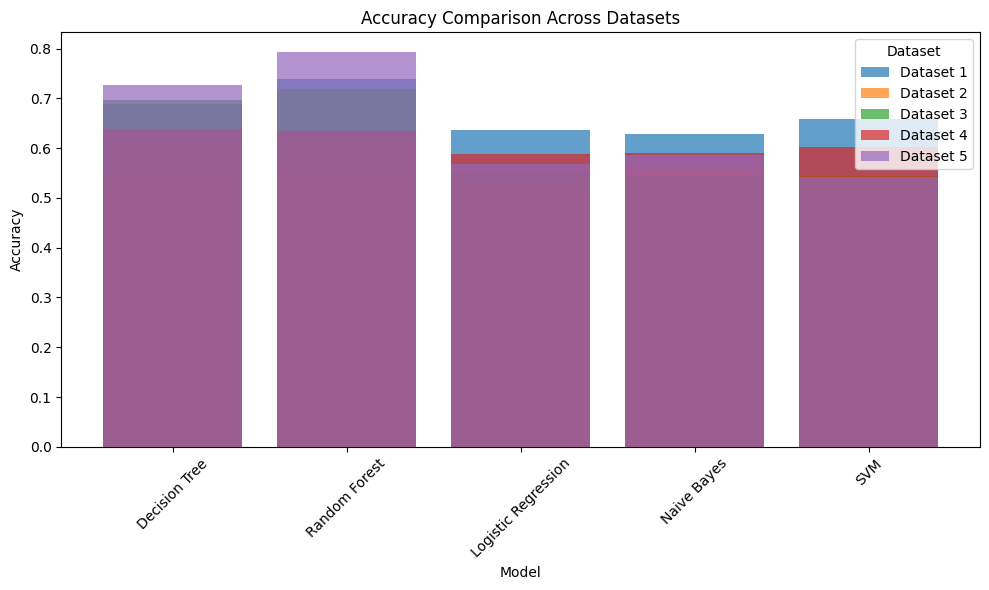 Accuracy Comparison Across Datasets
Dataset
Dataset 1
Dataset 2
Dataset 3
Dataset 4
Dataset 5
Accuracy
0.8
0.7
0.6
0.5
0.4
0.3
0.2
0.1
0.0
Decision Tree
Random Forest
Logistic Regression
Naive Bayes
SVM
Model